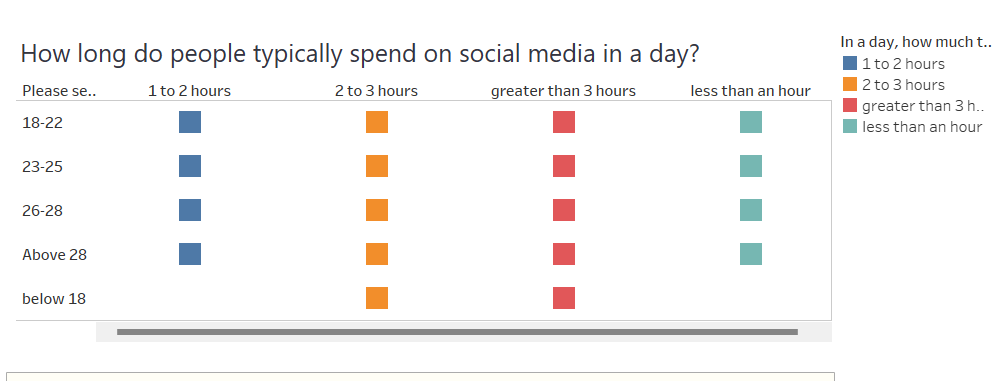 How long do people typically spend on social media in a day?
Please se.. 1 to 2 hours 2 to 3 hours greater than 3 hours less than an hour
18-22
23-25
26-28
Above 28
below 18
In a day, how much t..
1 to 2 hours
2 to 3 hours
greater than 3 h..
less than an hour